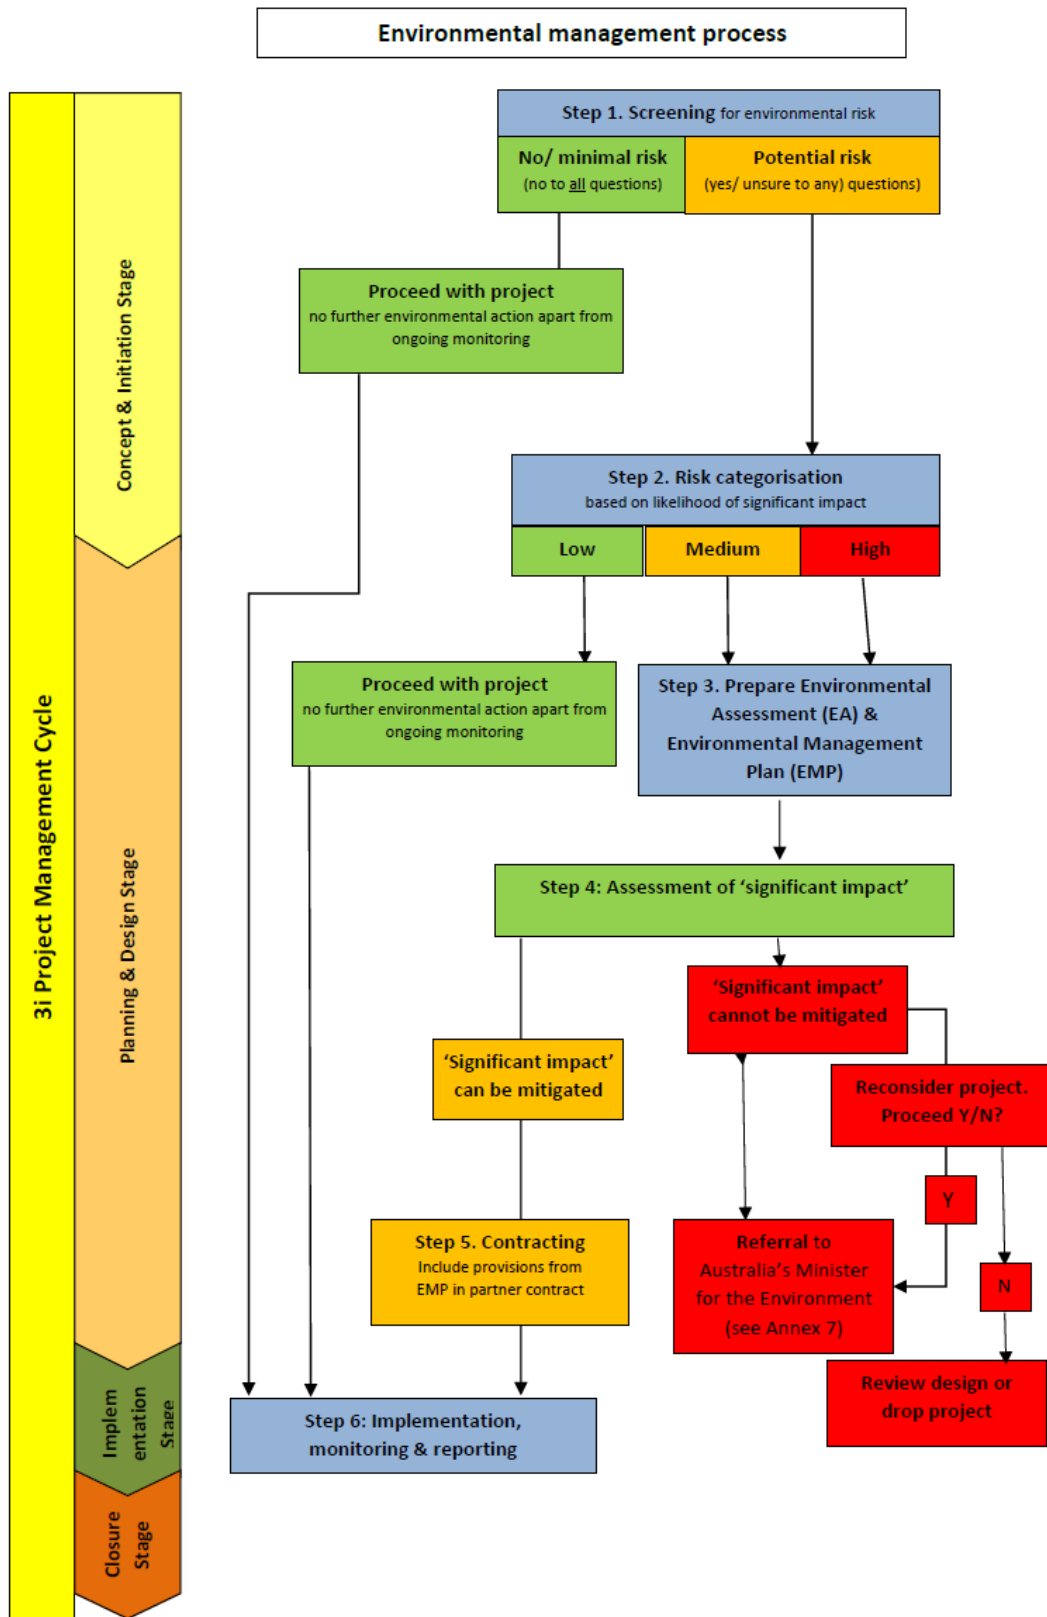 Environmental management process
3i Project Management Cycle
Concept & Initiation Stage
Planning & Design Stage
Implem
entation
Stage
Closure
Stage
Step 1. Screening for environmental risk
No/ minimal risk
(no to all questions)
Potential risk
(yes/ unsure to any) questions)
Proceed with project
no further environmental action apart from
ongoing monitoring
Step 2. Risk categorisation
based on likelihood of significant impact
Low
Medium
High
Proceed with project
no further environmental action apart from
ongoing monitoring
Step 3. Prepare Environmental
Assessment (EA) &
Environmental Management
Plan (EMP)
Step 4: Assessment of ‘significant impact’
‘Significant impact’
cannot be mitigated
‘Significant impact’
can be mitigated
Reconsider project.
Proceed Y/N?
Y
Step 5. Contracting
Include provisions from
EMP in partner contract
Referral to
Australia’s Minister
for the Environment
(see Annex 7)
N
Review design or
drop project
Step 6: Implementation,
monitoring & reporting